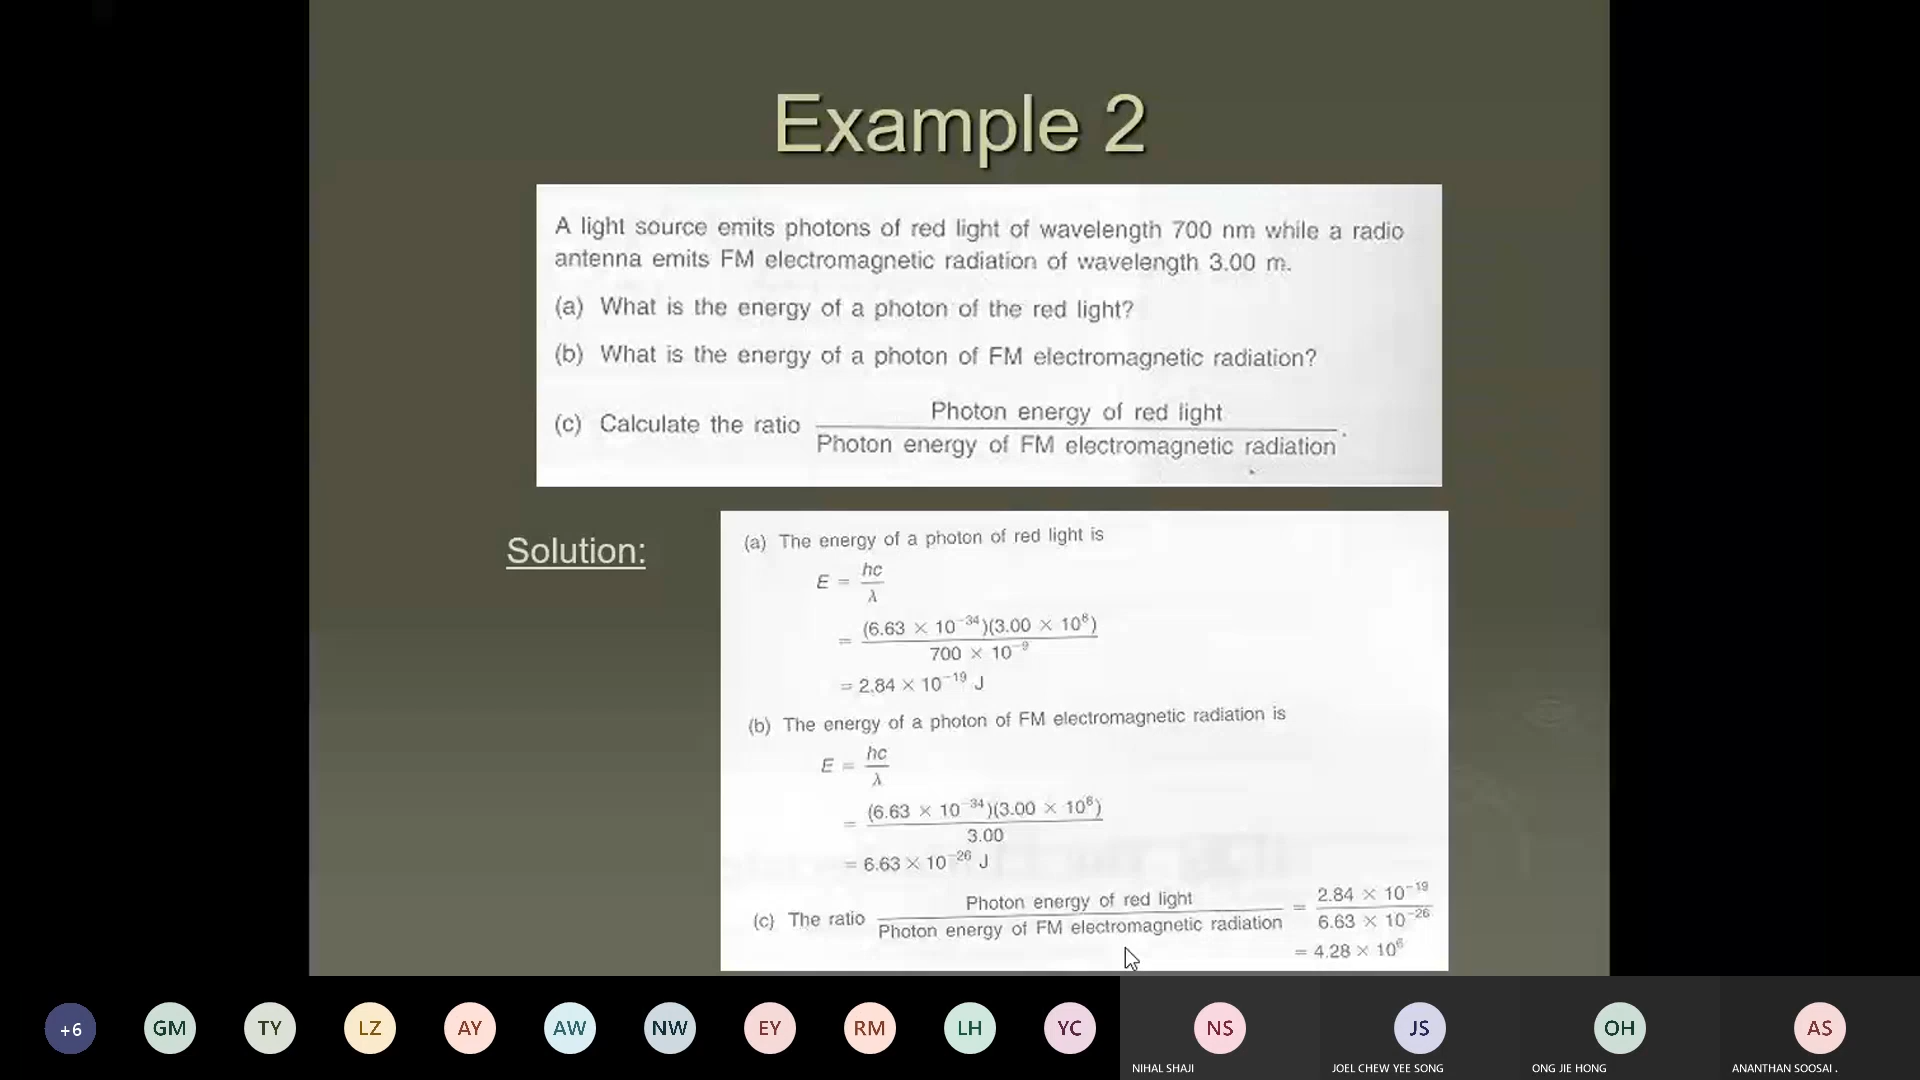 Example 2
A light source emits photons of red light of wavelength 700 nm while a radio
antenna emits FM electromagnetic radiation of wavelength 3.00 m.
(a) What is the energy of a photon of the red light?
(b) What is the energy of a photon of FM electromagnetic radiation?
(c) Calculate the ratio Photon energy of red light / Photon energy of FM electromagnetic radiation.
Solution:
(a) The energy of a photon of red light is
E = hc / λ
= (6.63 × 10⁻³⁴)(3.00 × 10⁸) / 700 × 10⁻⁹
= 2.84 × 10⁻¹⁹ J
(b) The energy of a photon of FM electromagnetic radiation is
E = hc / λ
= (6.63 × 10⁻³⁴)(3.00 × 10⁸) / 3.00
= 6.63 × 10⁻²⁶ J
(c) The ratio Photon energy of red light / Photon energy of FM electromagnetic radiation = 2.84 × 10⁻¹⁹ / 6.63 × 10⁻²⁶
= 4.28 × 10⁶
+6 GM TY LZ AY AW NW EY RM LH YC NS JS OH AS
NIHAL SHAJI JOEL CHEW YEE SONG ONG JIE HONG ANANTHAN SOOSAI .